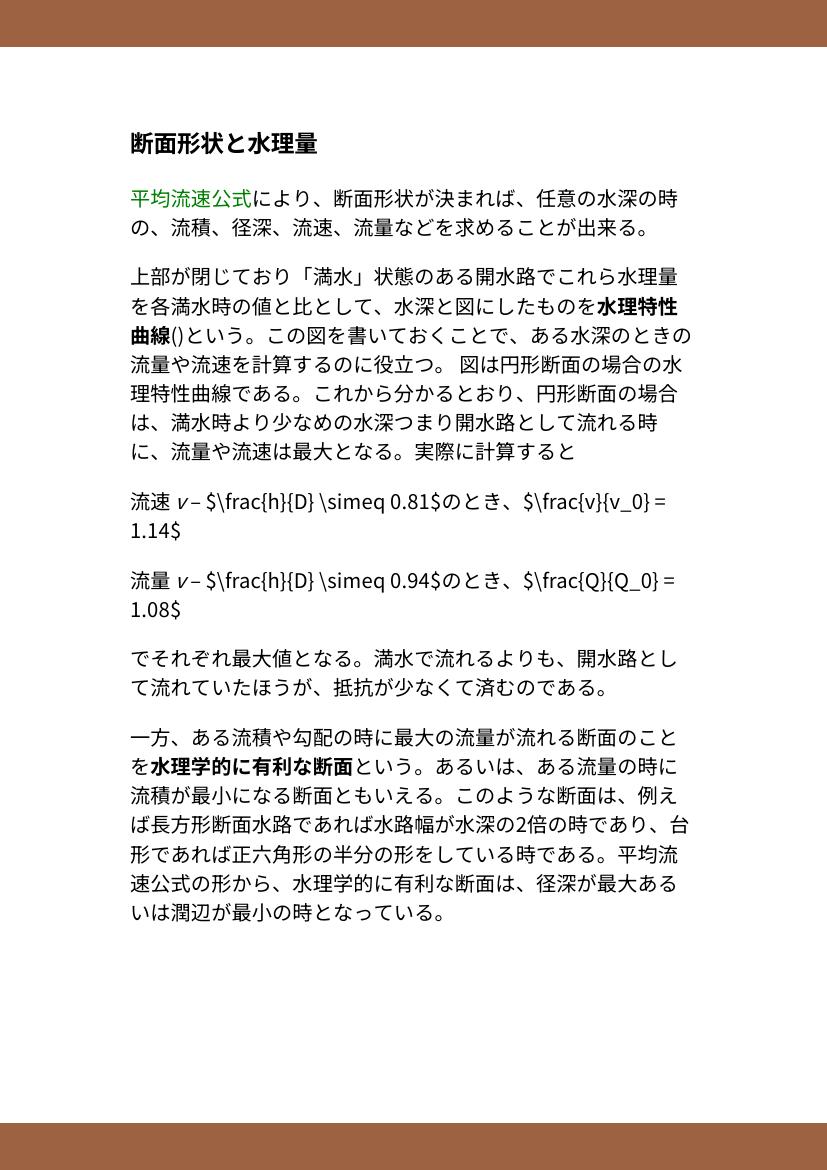 断面形状と水理量
平均流速公式により、断面形状が決まれば、任意の水深の時
の、流積、径深、流速、流量などを求めることが出来る。
上部が閉じており「満水」状態のある開水路でこれら水理量
を各満水時の値と比として、水深と図にしたものを水理特性
曲線()という。この図を書いておくことで、ある水深のときの
流量や流速を計算するのに役立つ。 図は円形断面の場合の水
理特性曲線である。これから分かるとおり、円形断面の場合
は、満水時より少なめの水深つまり開水路として流れる時
に、流量や流速は最大となる。実際に計算すると
流速 v – $\frac{h}{D} \simeq 0.81$のとき、$\frac{v}{v_0} =
1.14$
流量 v – $\frac{h}{D} \simeq 0.94$のとき、$\frac{Q}{Q_0} =
1.08$
でそれぞれ最大値となる。満水で流れるよりも、開水路とし
て流れていたほうが、抵抗が少なくて済むのである。
一方、ある流積や勾配の時に最大の流量が流れる断面のこと
を水理学的に有利な断面という。あるいは、ある流量の時に
流積が最小になる断面ともいえる。このような断面は、例え
ば長方形断面水路であれば水路幅が水深の2倍の時であり、台
形であれば正六角形の半分の形をしている時である。平均流
速公式の形から、水理学的に有利な断面は、径深が最大ある
いは潤辺が最小の時となっている。